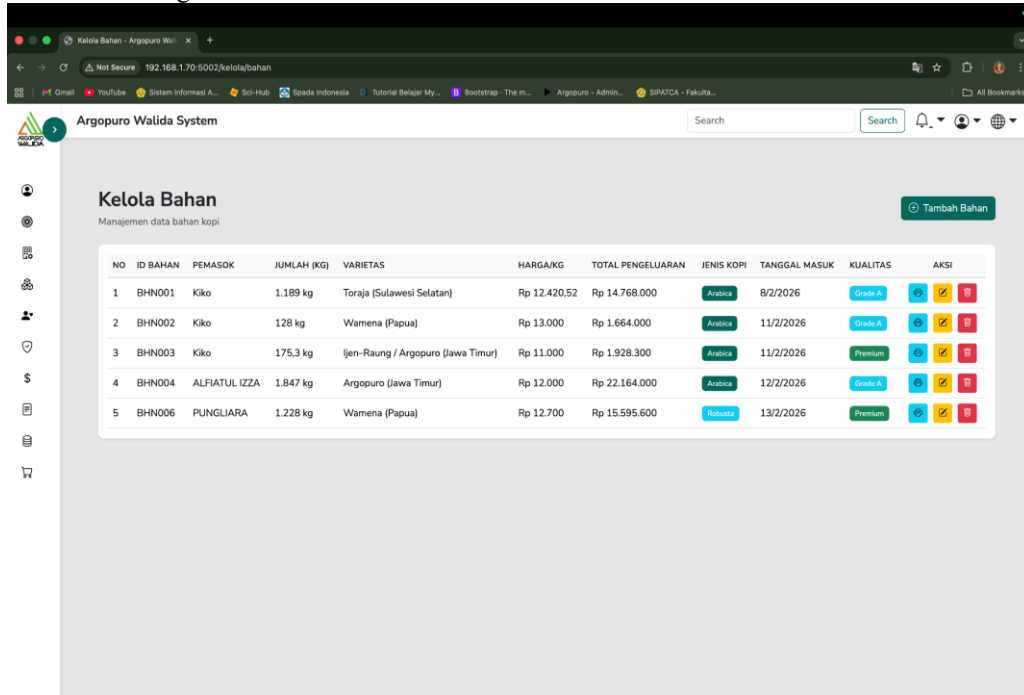 Kelola Bahan - Argopuro Wali
Not Secure 192.168.1.70:5002/kelola/bahan
Gmail YouTube Sistem Informasi A... Sci-Hub Spada Indonesia Tutorial Belajar My... Bootstrap · The m... Argopuro - Admin... SIPATCA - Fakulta... All Bookmarks
ARGOPURO
WALIDA
Argopuro Walida System Search Search
Kelola Bahan
Manajemen data bahan kopi
Tambah Bahan
NO ID BAHAN PEMASOK JUMLAH (KG) VARIETAS HARGA/KG TOTAL PENGELUARAN JENIS KOPI TANGGAL MASUK KUALITAS AKSI
1 BHN001 Kiko 1.189 kg Toraja (Sulawesi Selatan) Rp 12.420,52 Rp 14.768.000 Arabica 8/2/2026 Grade A
2 BHN002 Kiko 128 kg Wamena (Papua) Rp 13.000 Rp 1.664.000 Arabica 11/2/2026 Grade A
3 BHN003 Kiko 175,3 kg Ijen–Raung / Argopuro (Jawa Timur) Rp 11.000 Rp 1.928.300 Arabica 11/2/2026 Premium
4 BHN004 ALFIATUL IZZA 1.847 kg Argopuro (Jawa Timur) Rp 12.000 Rp 22.164.000 Arabica 12/2/2026 Grade A
5 BHN006 PUNGLIARA 1.228 kg Wamena (Papua) Rp 12.700 Rp 15.595.600 Robusta 13/2/2026 Premium